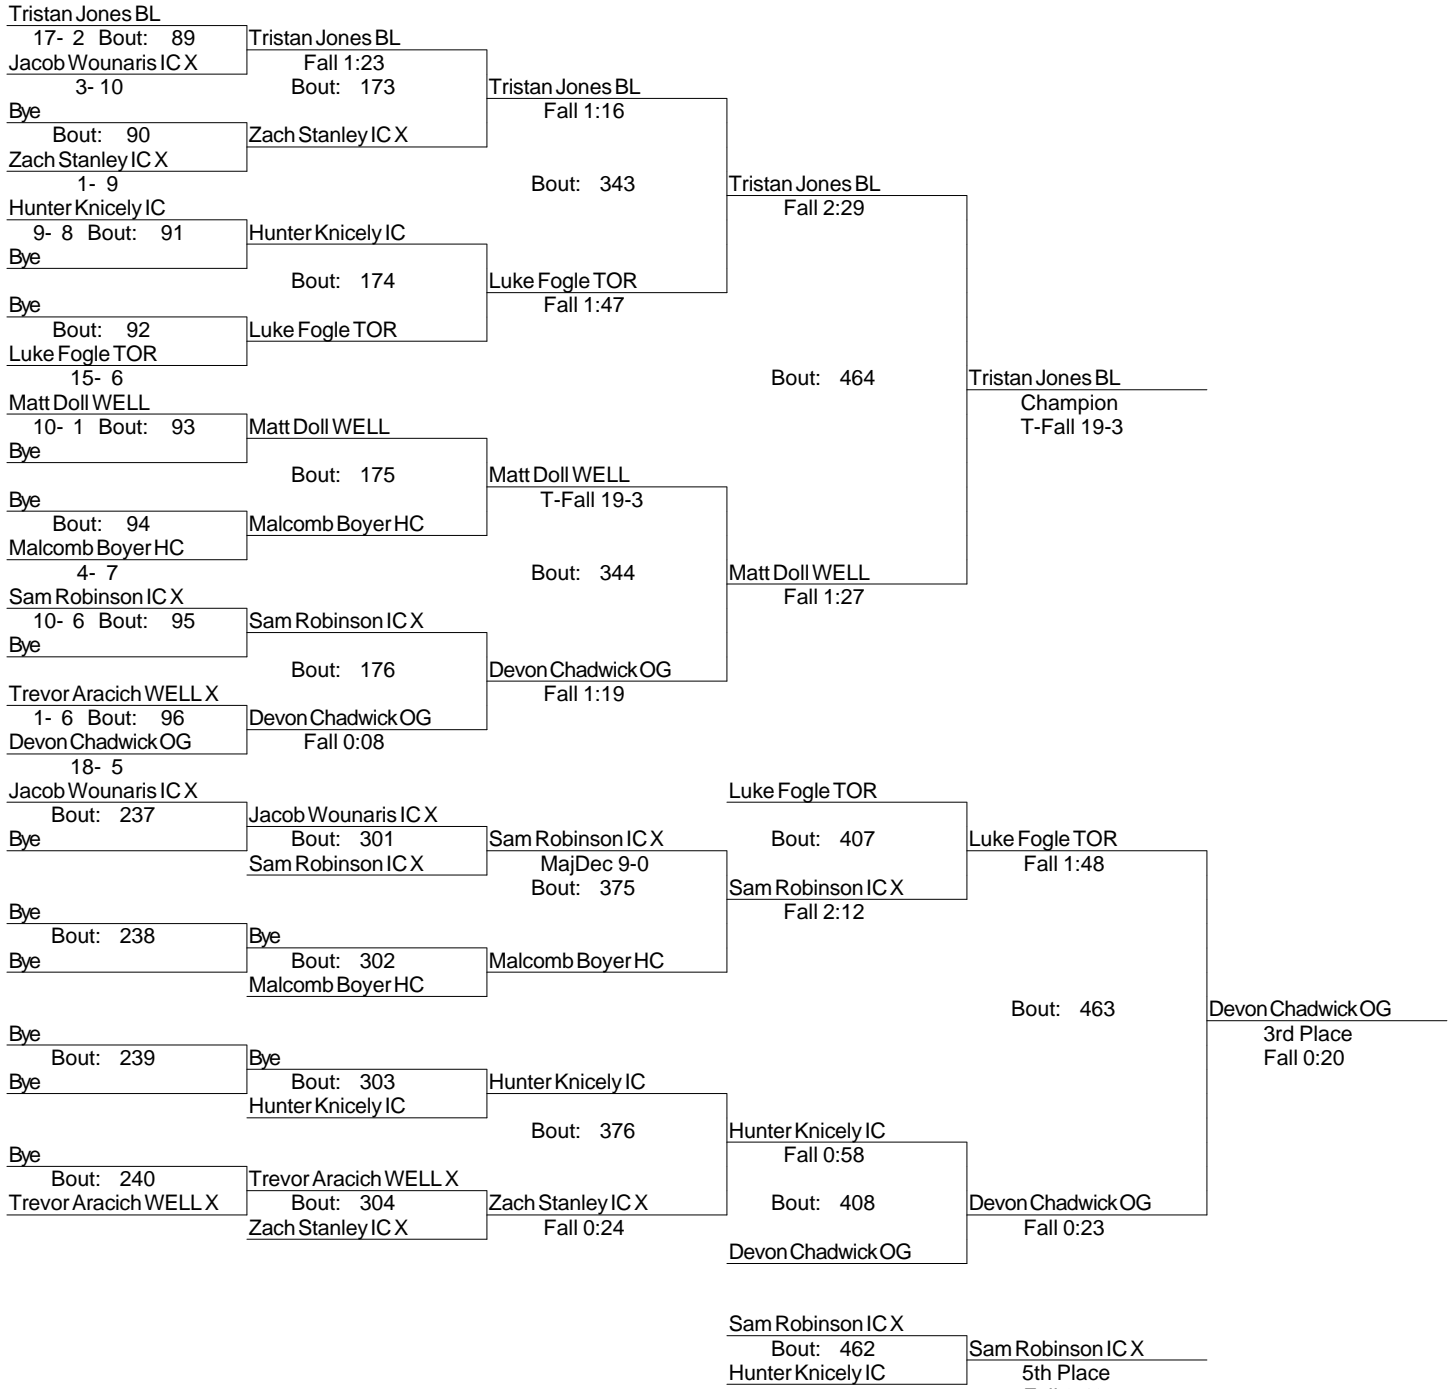 Tristan Jones BL
17- 2 Bout: 89 Tristan Jones BL
Jacob Wounaris IC X Fall 1:23
3- 10 Bout: 173 Tristan Jones BL
Bye Fall 1:16
Bout: 90 Zach Stanley IC X
Zach Stanley IC X
1- 9 Bout: 343 Tristan Jones BL
Hunter Knicely IC Fall 2:29
9- 8 Bout: 91 Hunter Knicely IC
Bye
Bout: 174 Luke Fogle TOR
Bye Fall 1:47
Bout: 92 Luke Fogle TOR
Luke Fogle TOR
15- 6 Bout: 464 Tristan Jones BL
Matt Doll WELL Champion
10- 1 Bout: 93 Matt Doll WELL T-Fall 19-3
Bye
Bout: 175 Matt Doll WELL
Bye T-Fall 19-3
Bout: 94 Malcomb Boyer HC
Malcomb Boyer HC
4- 7 Bout: 344 Matt Doll WELL
Sam Robinson IC X Fall 1:27
10- 6 Bout: 95 Sam Robinson IC X
Bye
Bout: 176 Devon Chadwick OG
Trevor Aracich WELL X Fall 1:19
1- 6 Bout: 96 Devon Chadwick OG
Devon Chadwick OG Fall 0:08
18- 5
Jacob Wounaris IC X Luke Fogle TOR
Bout: 237 Jacob Wounaris IC X
Bye Bout: 301 Sam Robinson IC X Bout: 407 Luke Fogle TOR
Sam Robinson IC X MajDec 9-0 Fall 1:48
Bout: 375 Sam Robinson IC X
Bye Fall 2:12
Bout: 238 Bye
Bye Bout: 302 Malcomb Boyer HC
Malcomb Boyer HC
Bout: 463 Devon Chadwick OG
Bye 3rd Place
Bout: 239 Bye Fall 0:20
Bye Bout: 303 Hunter Knicely IC
Hunter Knicely IC
Bout: 376 Hunter Knicely IC
Bye Fall 0:58
Bout: 240 Trevor Aracich WELL X
Trevor Aracich WELL X Bout: 304 Zach Stanley IC X Bout: 408 Devon Chadwick OG
Zach Stanley IC X Fall 0:24 Fall 0:23
Devon Chadwick OG
Sam Robinson IC X
Bout: 462 Sam Robinson IC X
Hunter Knicely IC 5th Place